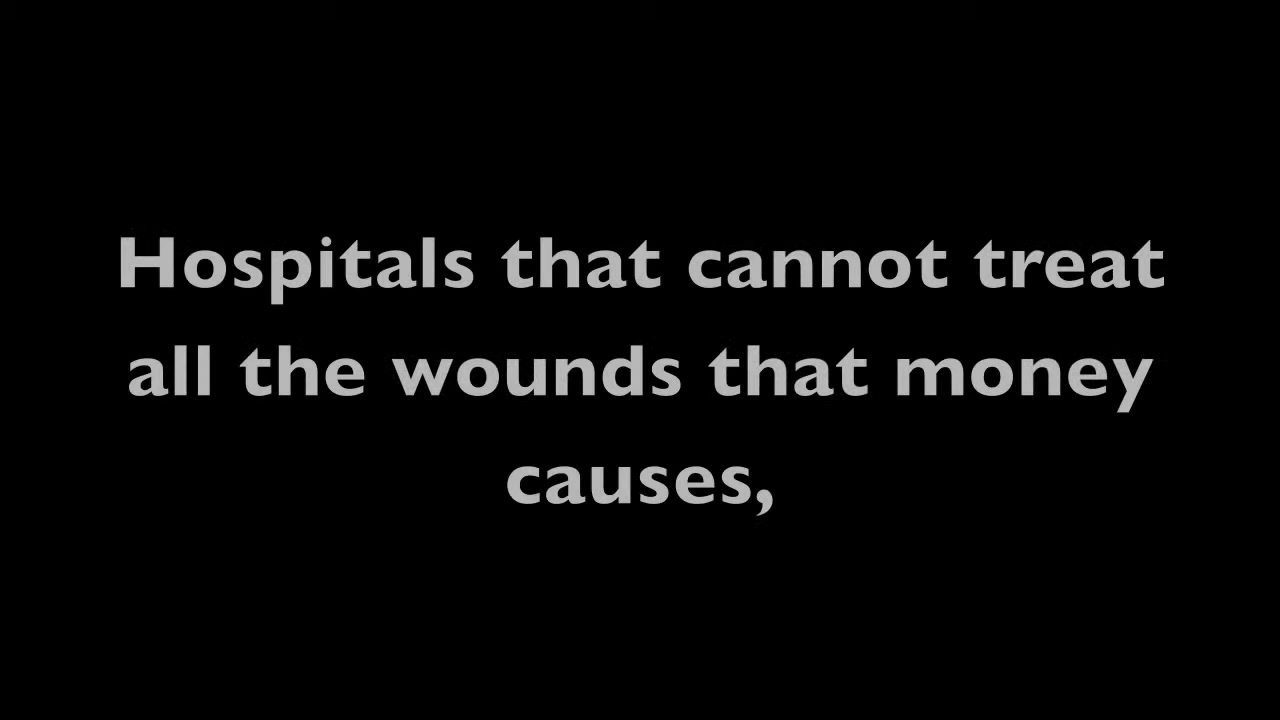 Hospitals that cannot treat
all the wounds that money
causes,